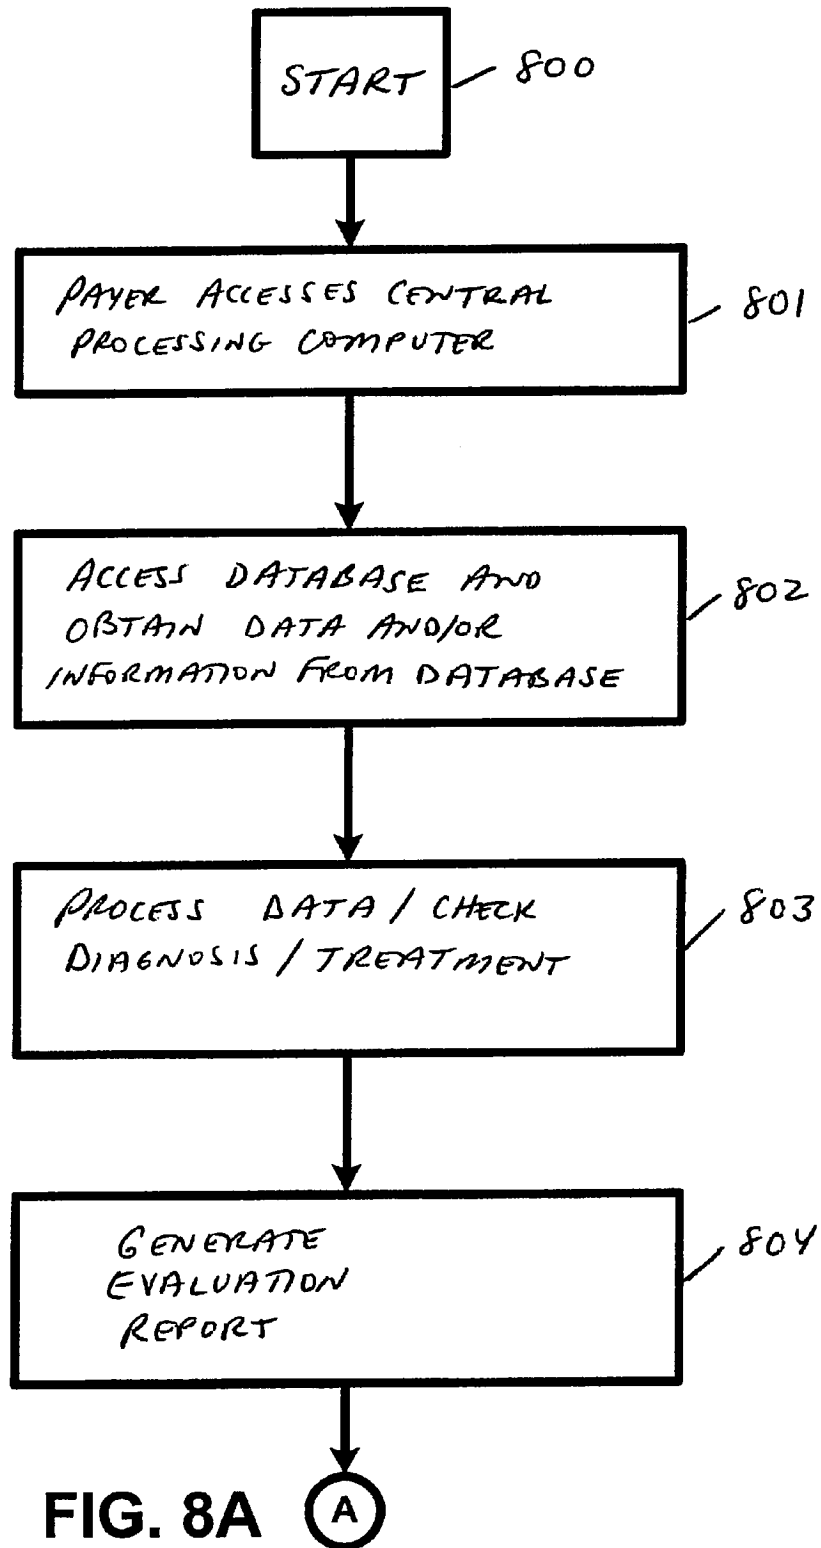 START 800
PAYER ACCESSES CENTRAL
PROCESSING COMPUTER
801
ACCESS DATABASE AND
OBTAIN DATA AND/OR
INFORMATION FROM DATABASE
802
PROCESS DATA / CHECK
DIAGNOSIS / TREATMENT
803
GENERATE
EVALUATION
REPORT
804
FIG. 8A A